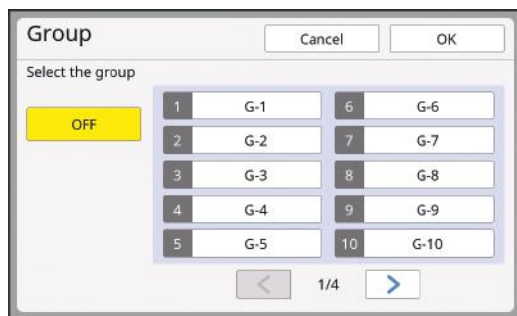 Group
Cancel
OK
Select the group
OFF
1 G-1
2 G-2
3 G-3
4 G-4
5 G-5
6 G-6
7 G-7
8 G-8
9 G-9
10 G-10
< 1/4 >